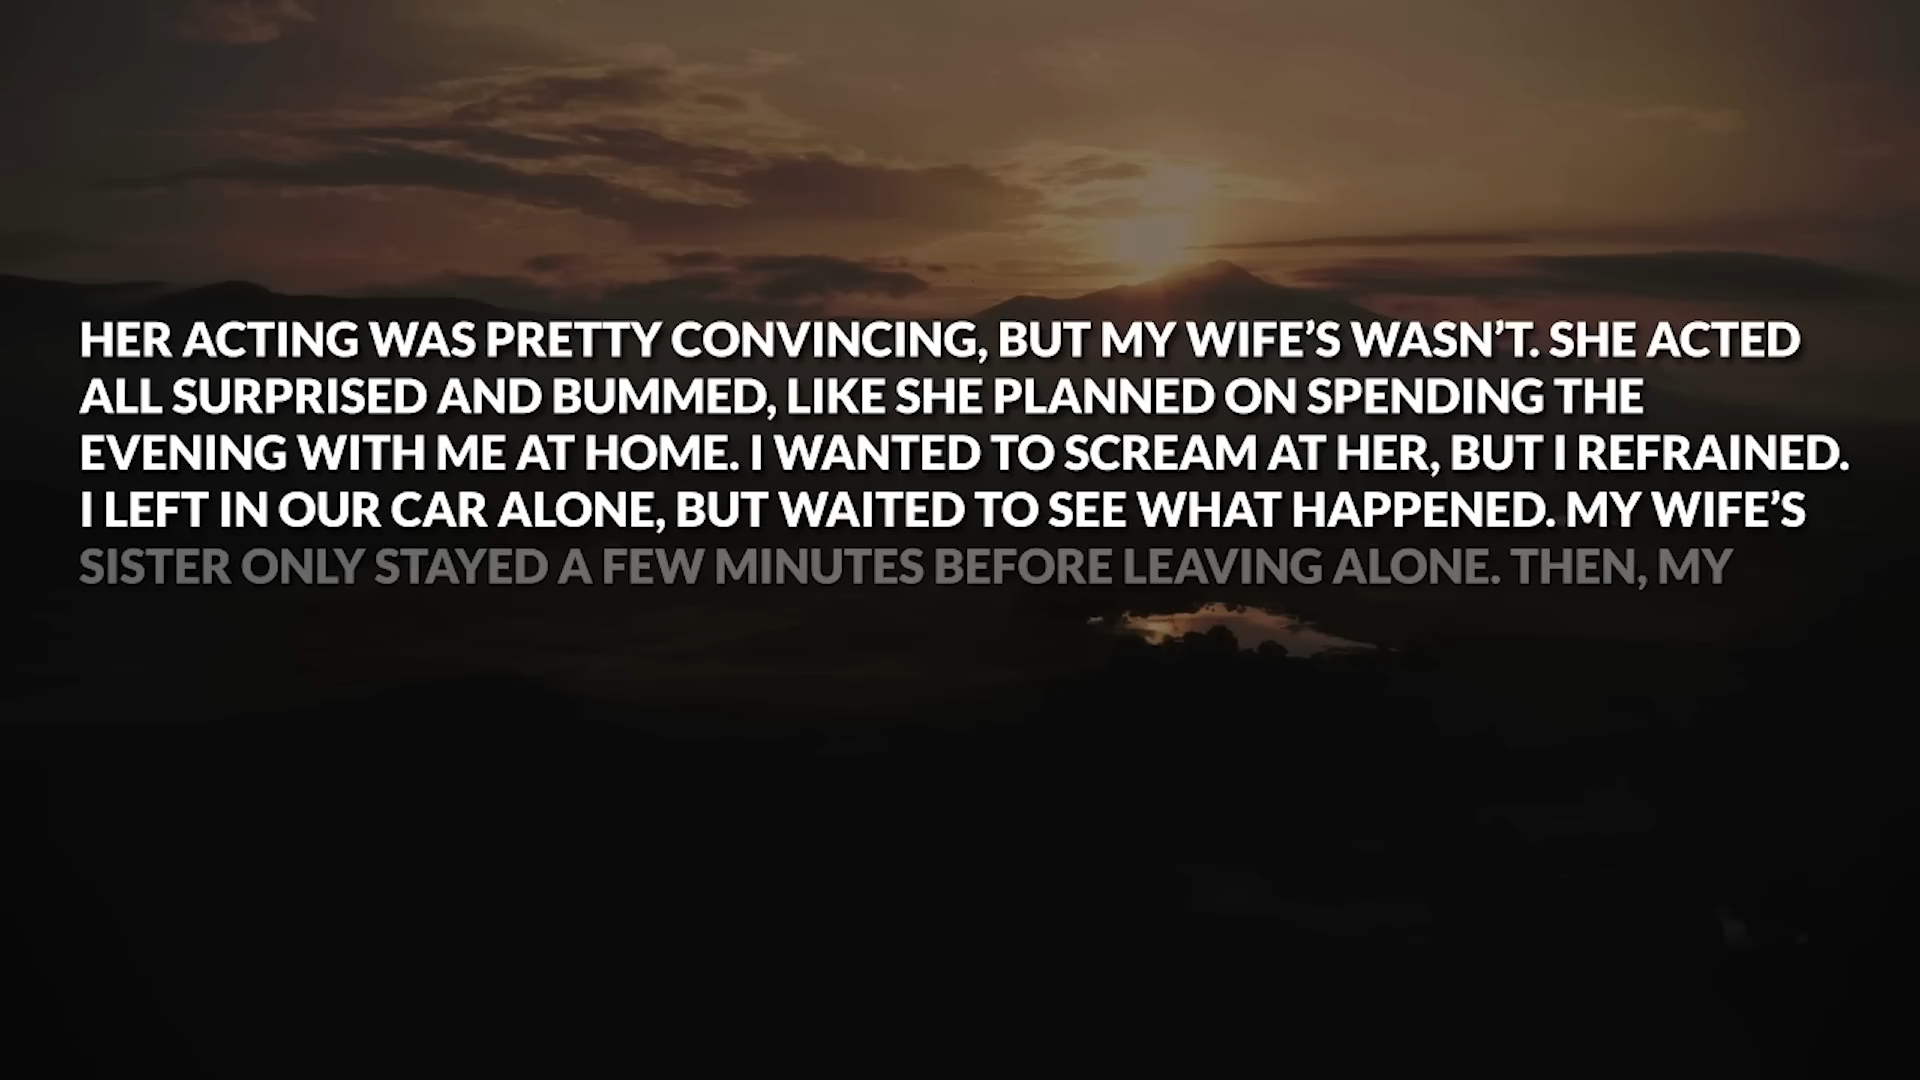 HER ACTING WAS PRETTY CONVINCING, BUT MY WIFE’S WASN’T. SHE ACTED
ALL SURPRISED AND BUMMED, LIKE SHE PLANNED ON SPENDING THE
EVENING WITH ME AT HOME. I WANTED TO SCREAM AT HER, BUT I REFRAINED.
I LEFT IN OUR CAR ALONE, BUT WAITED TO SEE WHAT HAPPENED. MY WIFE’S
SISTER ONLY STAYED A FEW MINUTES BEFORE LEAVING ALONE. THEN, MY